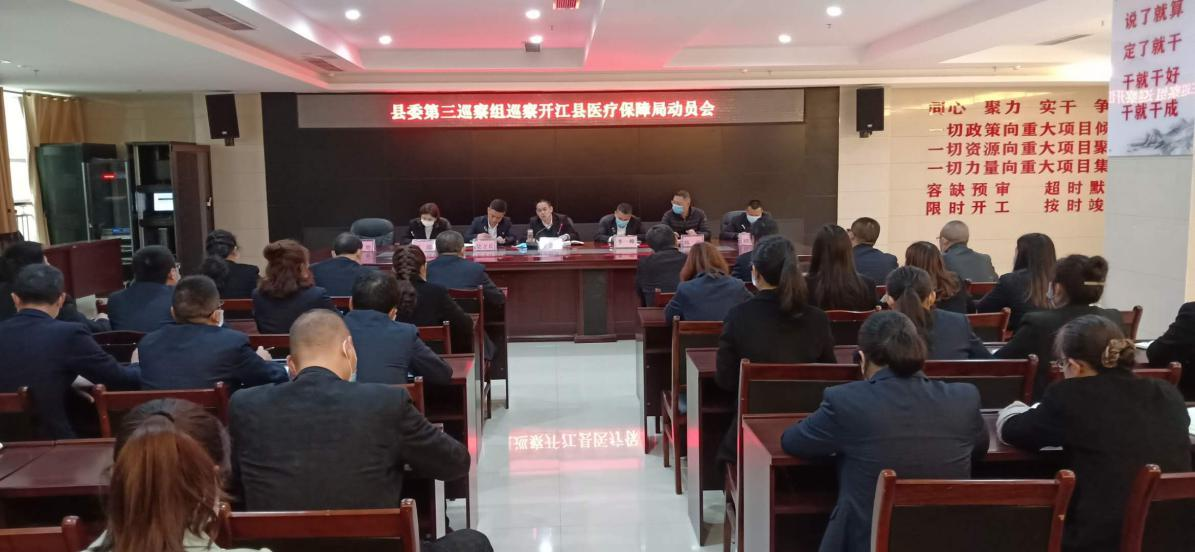 县委第三巡察组巡察开江县医疗保障局动员会
说了就算
定了就干
干就干好
干就干成
同心 聚力 实干 争
一切政策向重大项目倾
一切资源向重大项目聚
一切力量向重大项目集
容缺预审 超时默
限时开工 按时竣